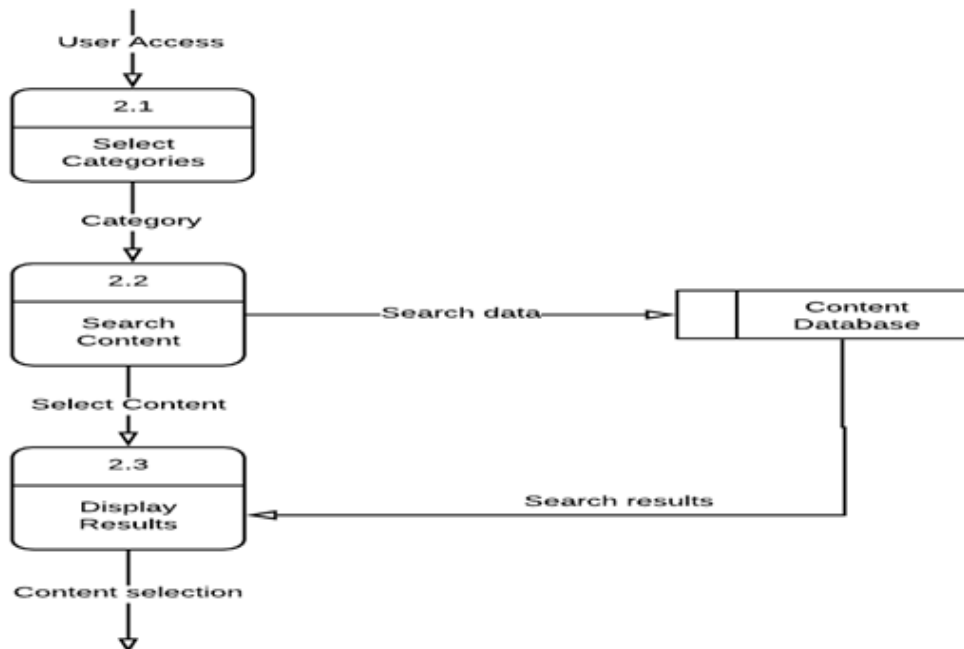 User Access
2.1
Select
Categories
Category
2.2
Search
Content
Search data
Content
Database
Select Content
2.3
Display
Results
Search results
Content selection